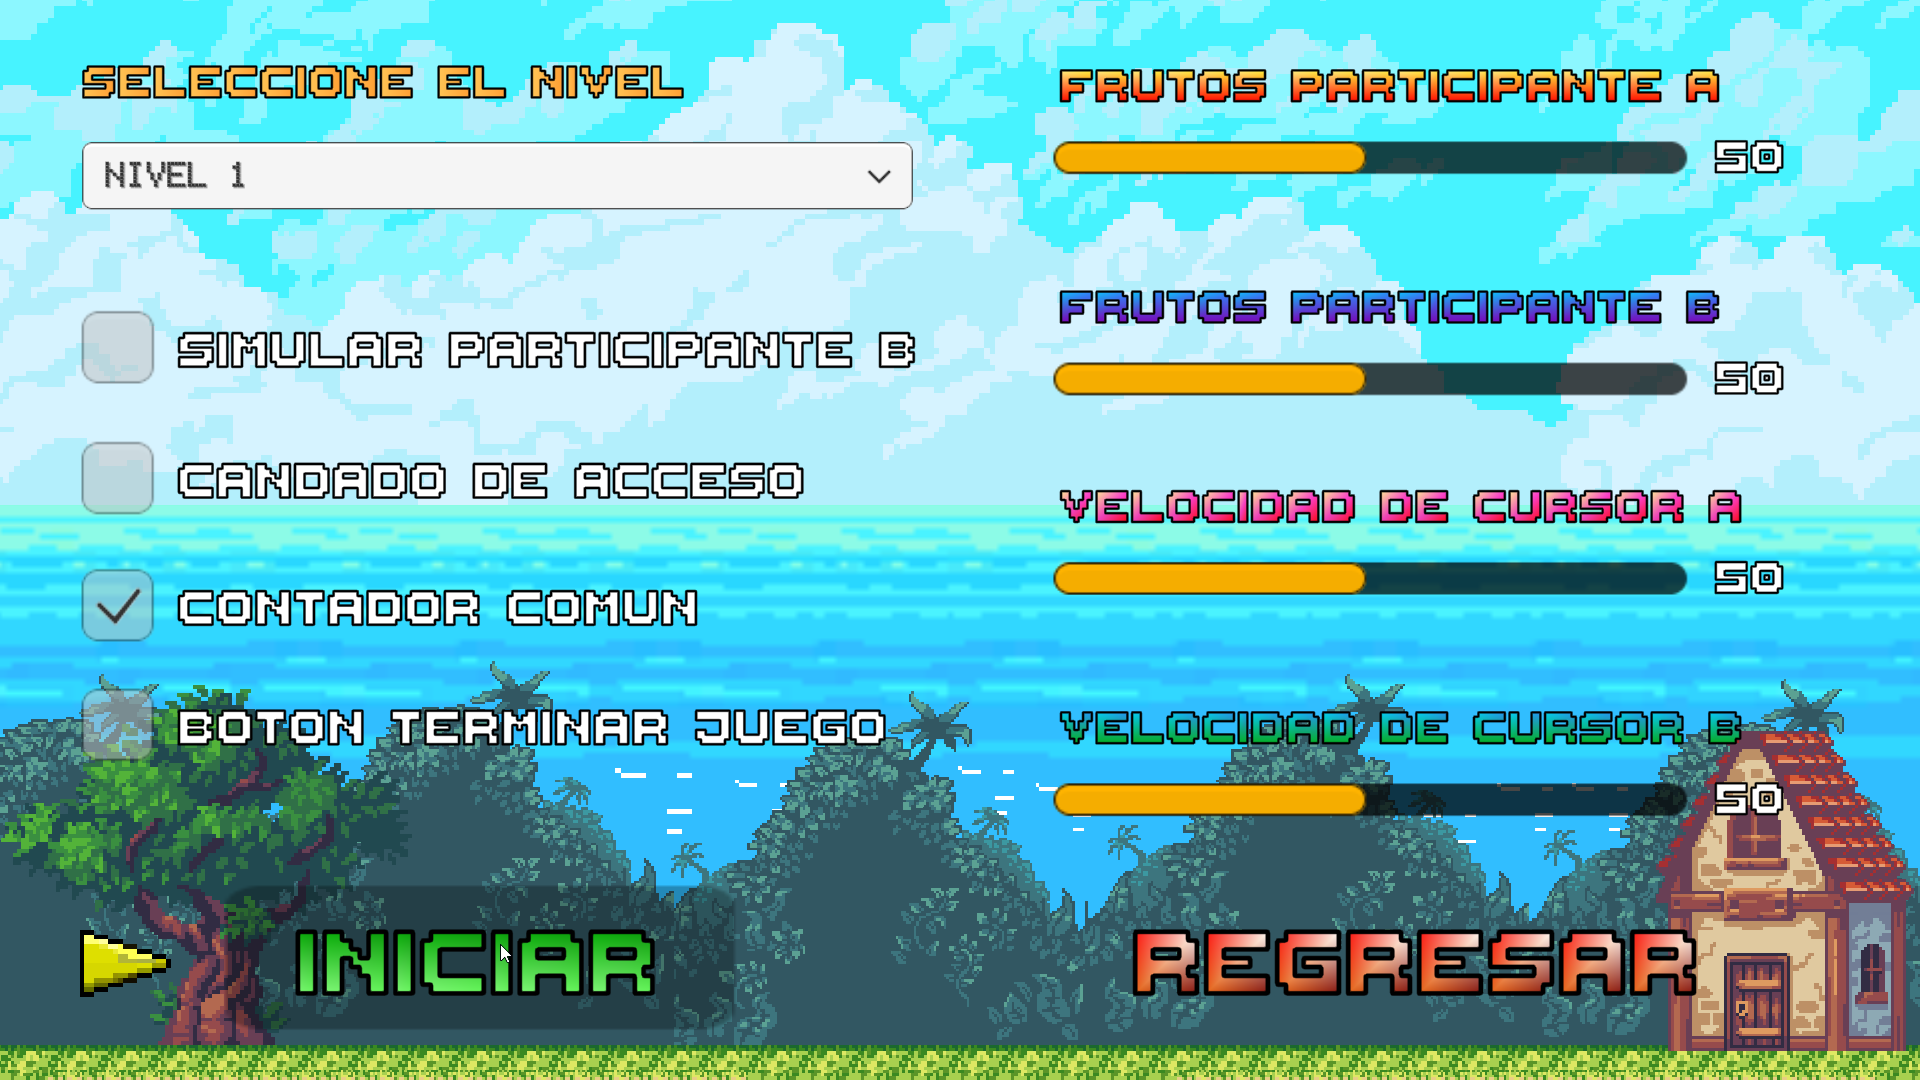 SELECCIONE EL NIVEL
NIVEL 1
SIMULAR PARTICIPANTE B
CANDADO DE ACCESO
CONTADOR COMUN
BOTON TERMINAR JUEGO
FRUTOS PARTICIPANTE A
50
FRUTOS PARTICIPANTE B
50
VELOCIDAD DE CURSOR A
50
VELOCIDAD DE CURSOR B
50
INICIAR
REGRESAR